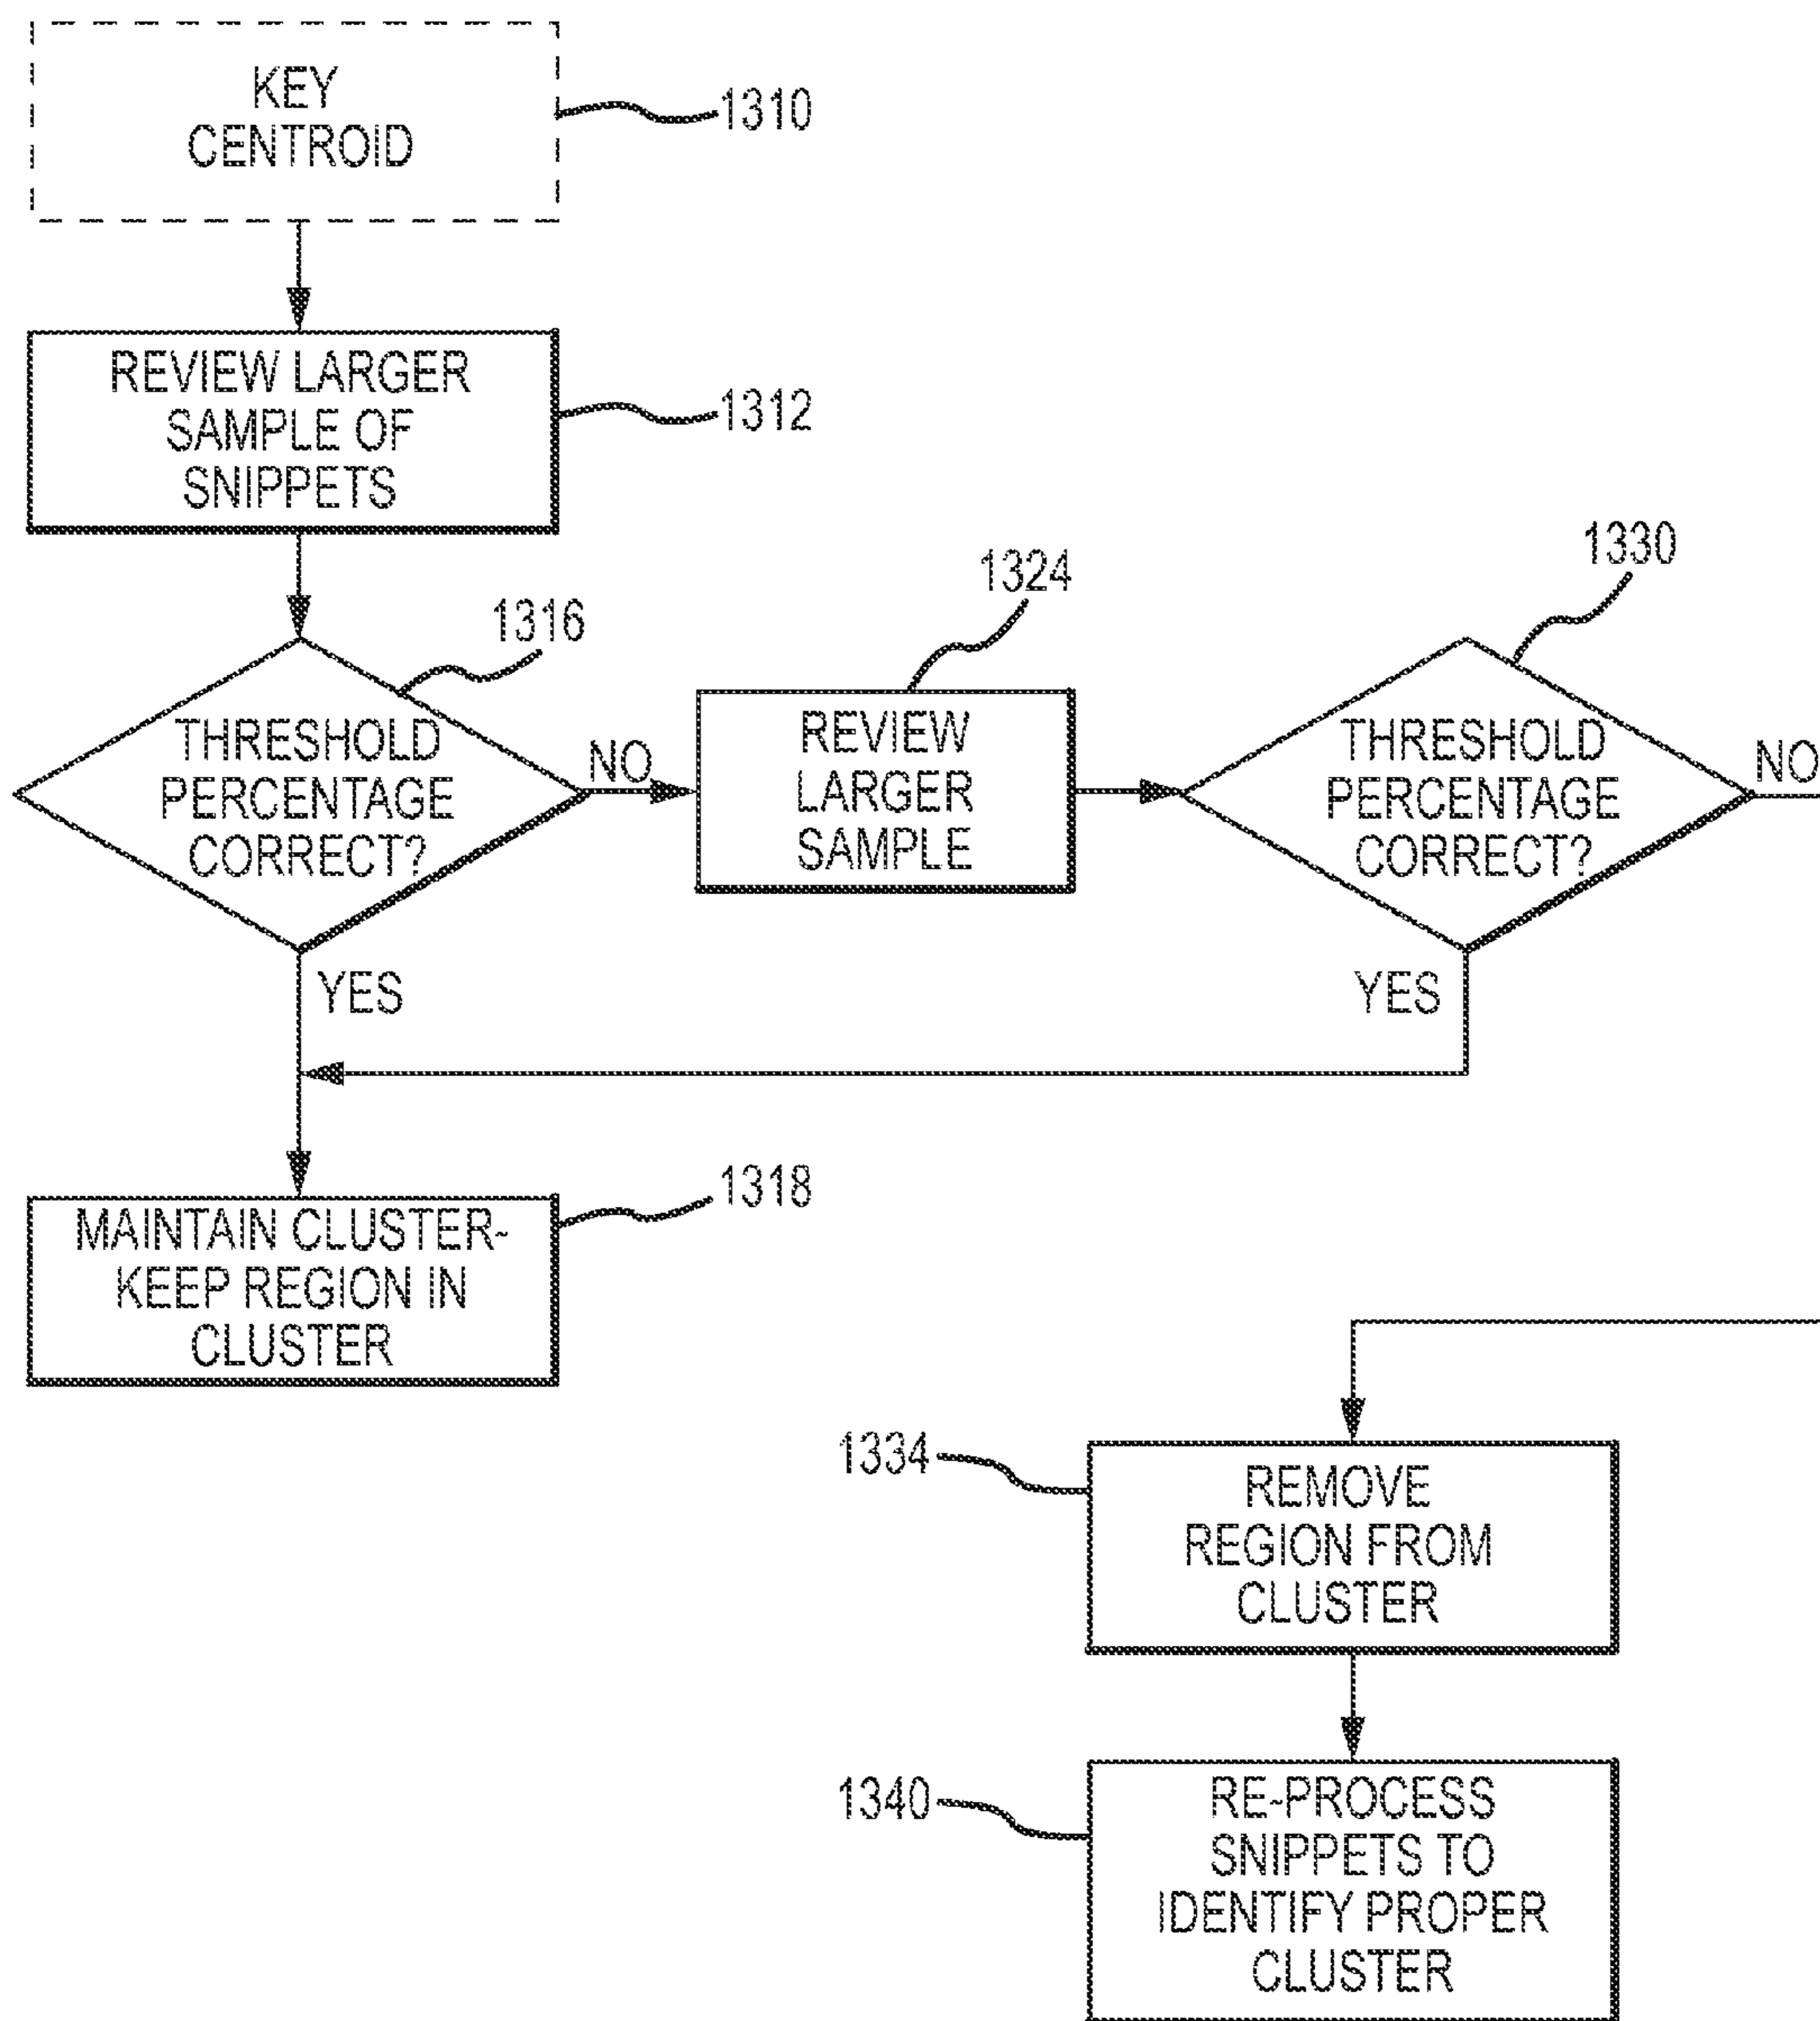 KEY
CENTROID
1310
REVIEW LARGER
SAMPLE OF
SNIPPETS
1312
1316
THRESHOLD
PERCENTAGE
CORRECT?
NO
YES
1324
REVIEW
LARGER
SAMPLE
1330
THRESHOLD
PERCENTAGE
CORRECT?
NO
YES
1318
MAINTAIN CLUSTER-
KEEP REGION IN
CLUSTER
1334
REMOVE
REGION FROM
CLUSTER
1340
RE-PROCESS
SNIPPETS TO
IDENTIFY PROPER
CLUSTER